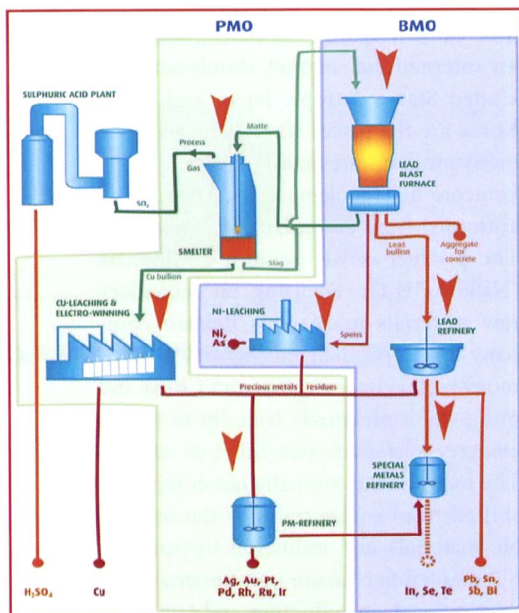 PMO
BMO
SULPHURIC ACID PLANT
Process
Gas
SO₂
Matte
SMELTER
Slag
Cu bullion
LEAD
BLAST
FURNACE
Lead
bullion
Aggregate
for
concrete
CU-LEACHING &
ELECTRO-WINNING
NI-LEACHING
Ni,
As
Speiss
LEAD
REFINERY
Precious metals
residues
SPECIAL
METALS
REFINERY
PM-REFINERY
H₂SO₄
Cu
Ag, Au, Pt,
Pd, Rh, Ru, Ir
In, Se, Te
Pb, Sn,
Sb, Bi